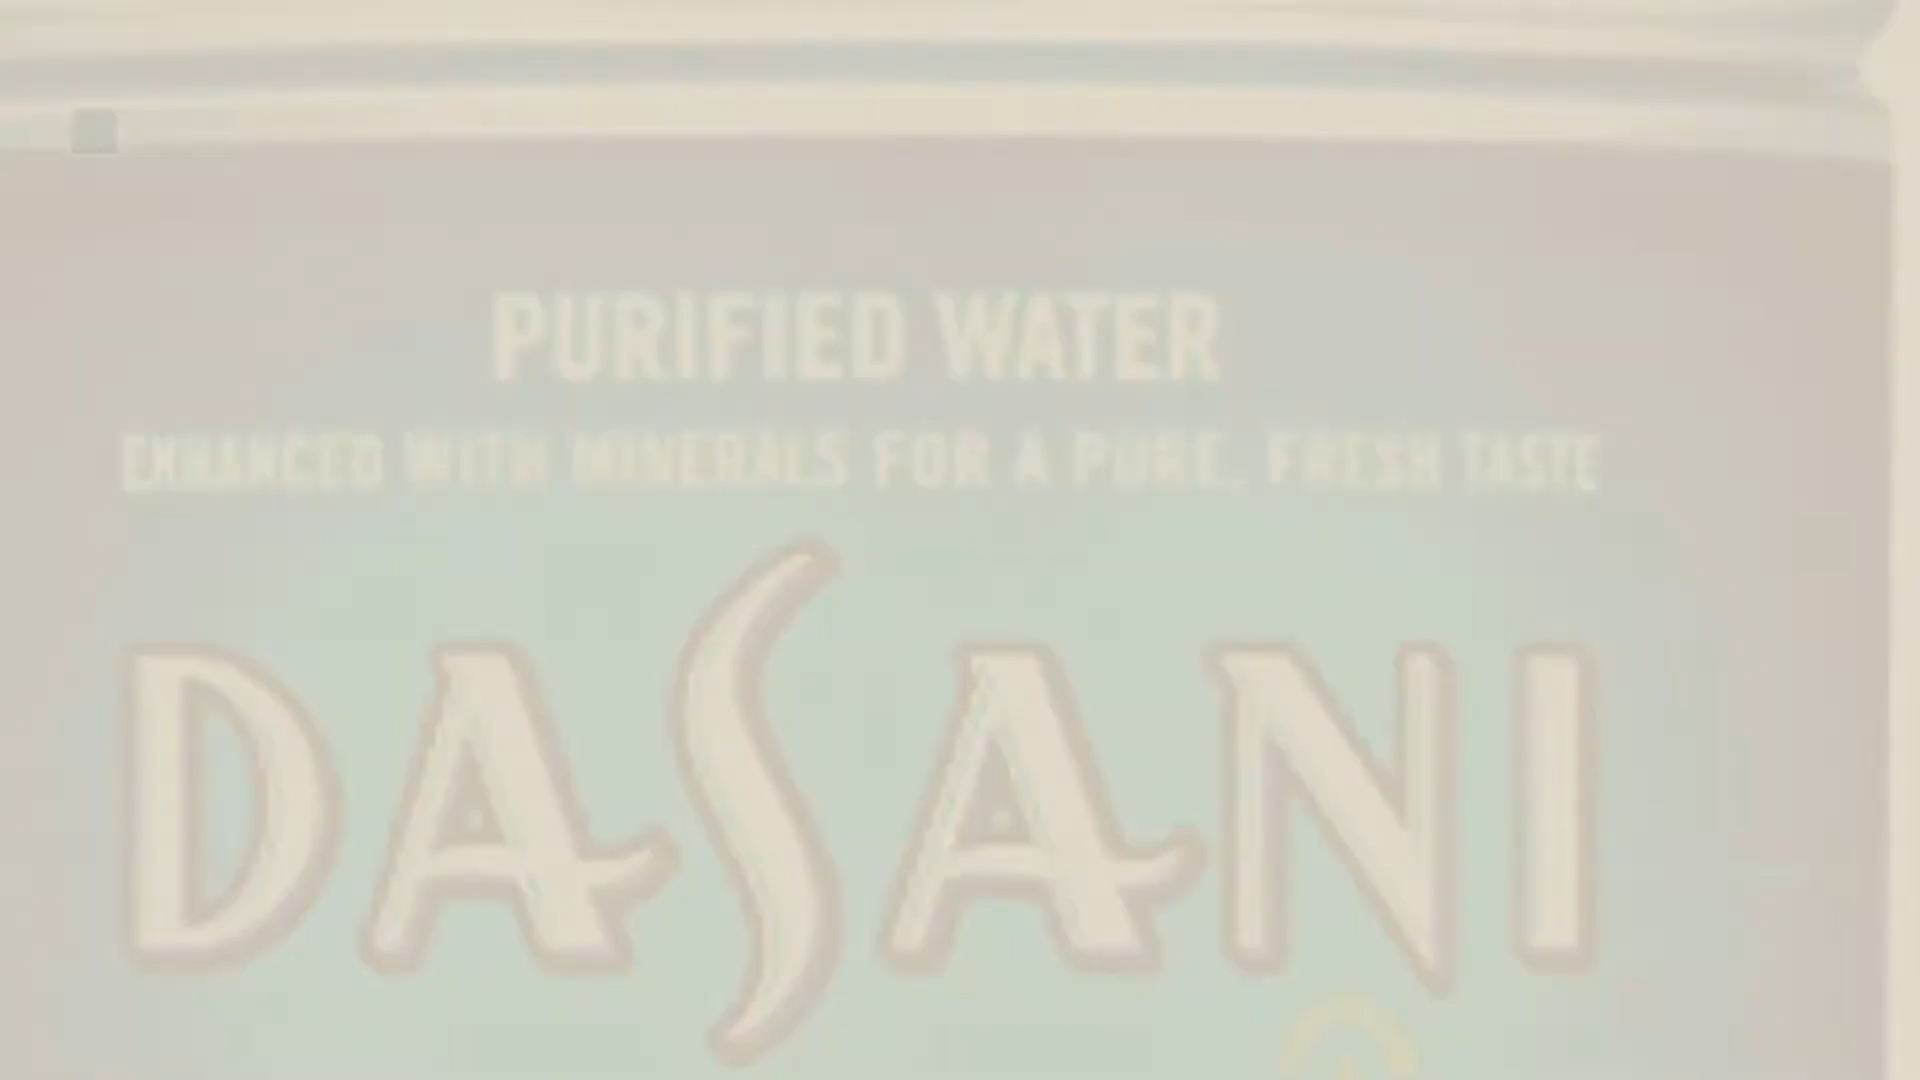 PURIFIED WATER
ENHANCED WITH MINERALS FOR A PURE, FRESH TASTE
DASANI